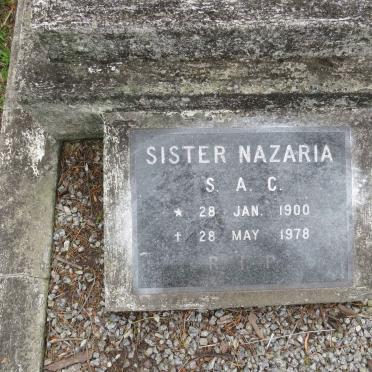 SISTER NAZARIA
S. A. C.
★ 28 JAN. 1900
† 28 MAY 1978